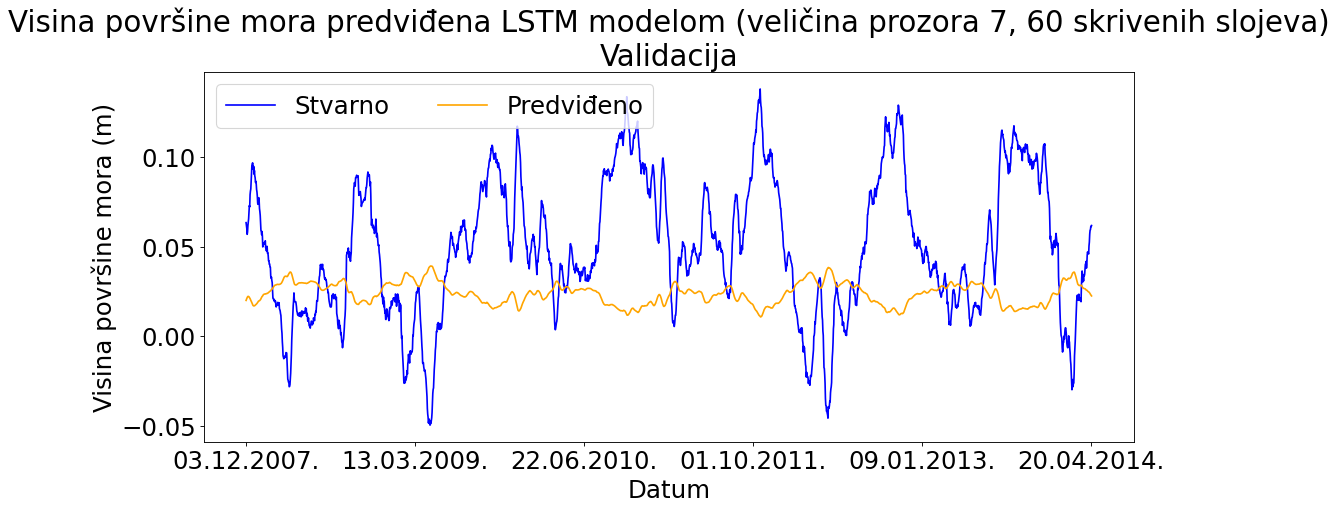 Visina površine mora predviđena LSTM modelom (veličina prozora 7, 60 skrivenih slojeva)
Validacija
Stvarno Predviđeno
Visina površine mora (m)
0.10
0.05
0.00
−0.05
03.12.2007. 13.03.2009. 22.06.2010. 01.10.2011. 09.01.2013. 20.04.2014.
Datum